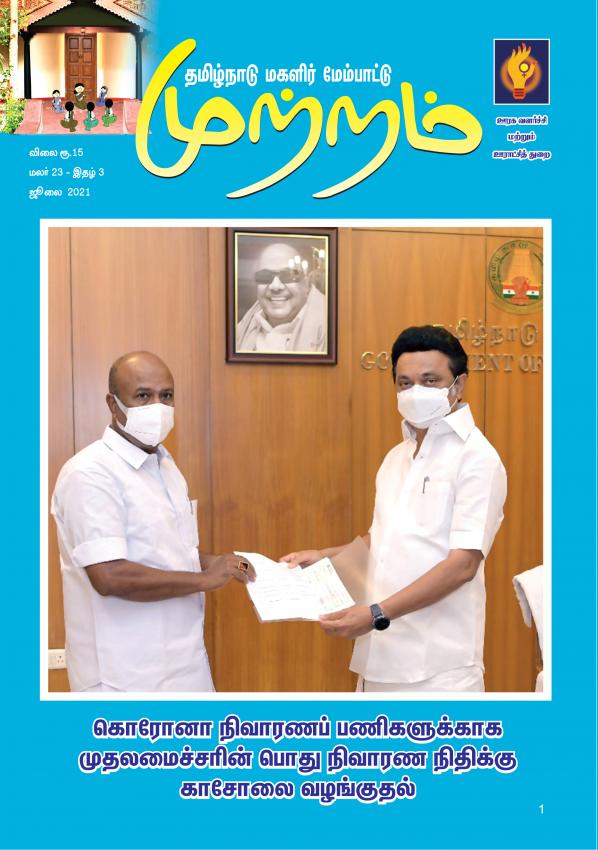 தமிழ்நாடு மகளிர் மேம்பாட்டு
முற்றம்
ஊரக வளர்ச்சி
மற்றும்
ஊராட்சித் துறை
விலை ரூ.15
மலர் 23 - இதழ் 3
ஜூலை 2021
தமிழ்நாடு
GOVERNMENT OF
கொரோனா நிவாரணப் பணிகளுக்காக
முதலமைச்சரின் பொது நிவாரண நிதிக்கு
காசோலை வழங்குதல்
1